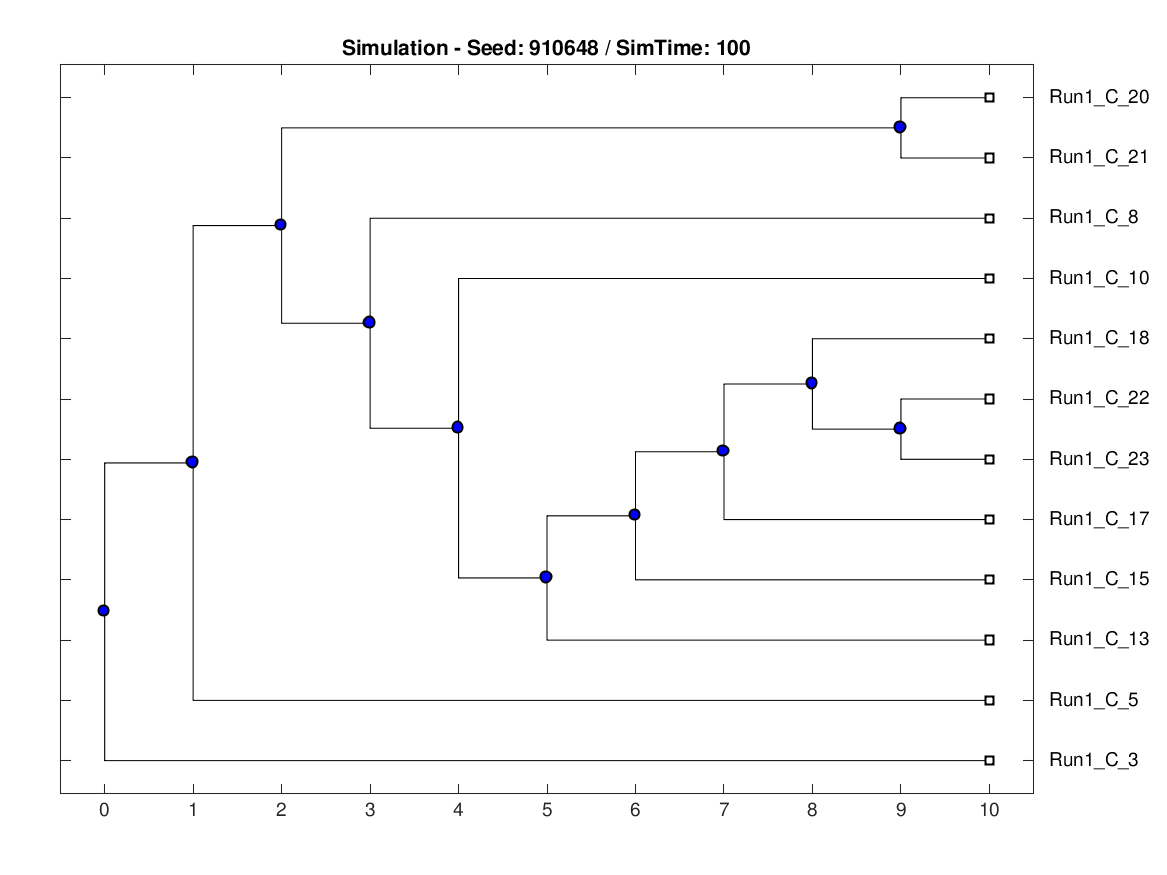 Simulation - Seed: 910648 / SimTime: 100
Run1_C_20
Run1_C_21
Run1_C_8
Run1_C_10
Run1_C_18
Run1_C_22
Run1_C_23
Run1_C_17
Run1_C_15
Run1_C_13
Run1_C_5
Run1_C_3
0 1 2 3 4 5 6 7 8 9 10